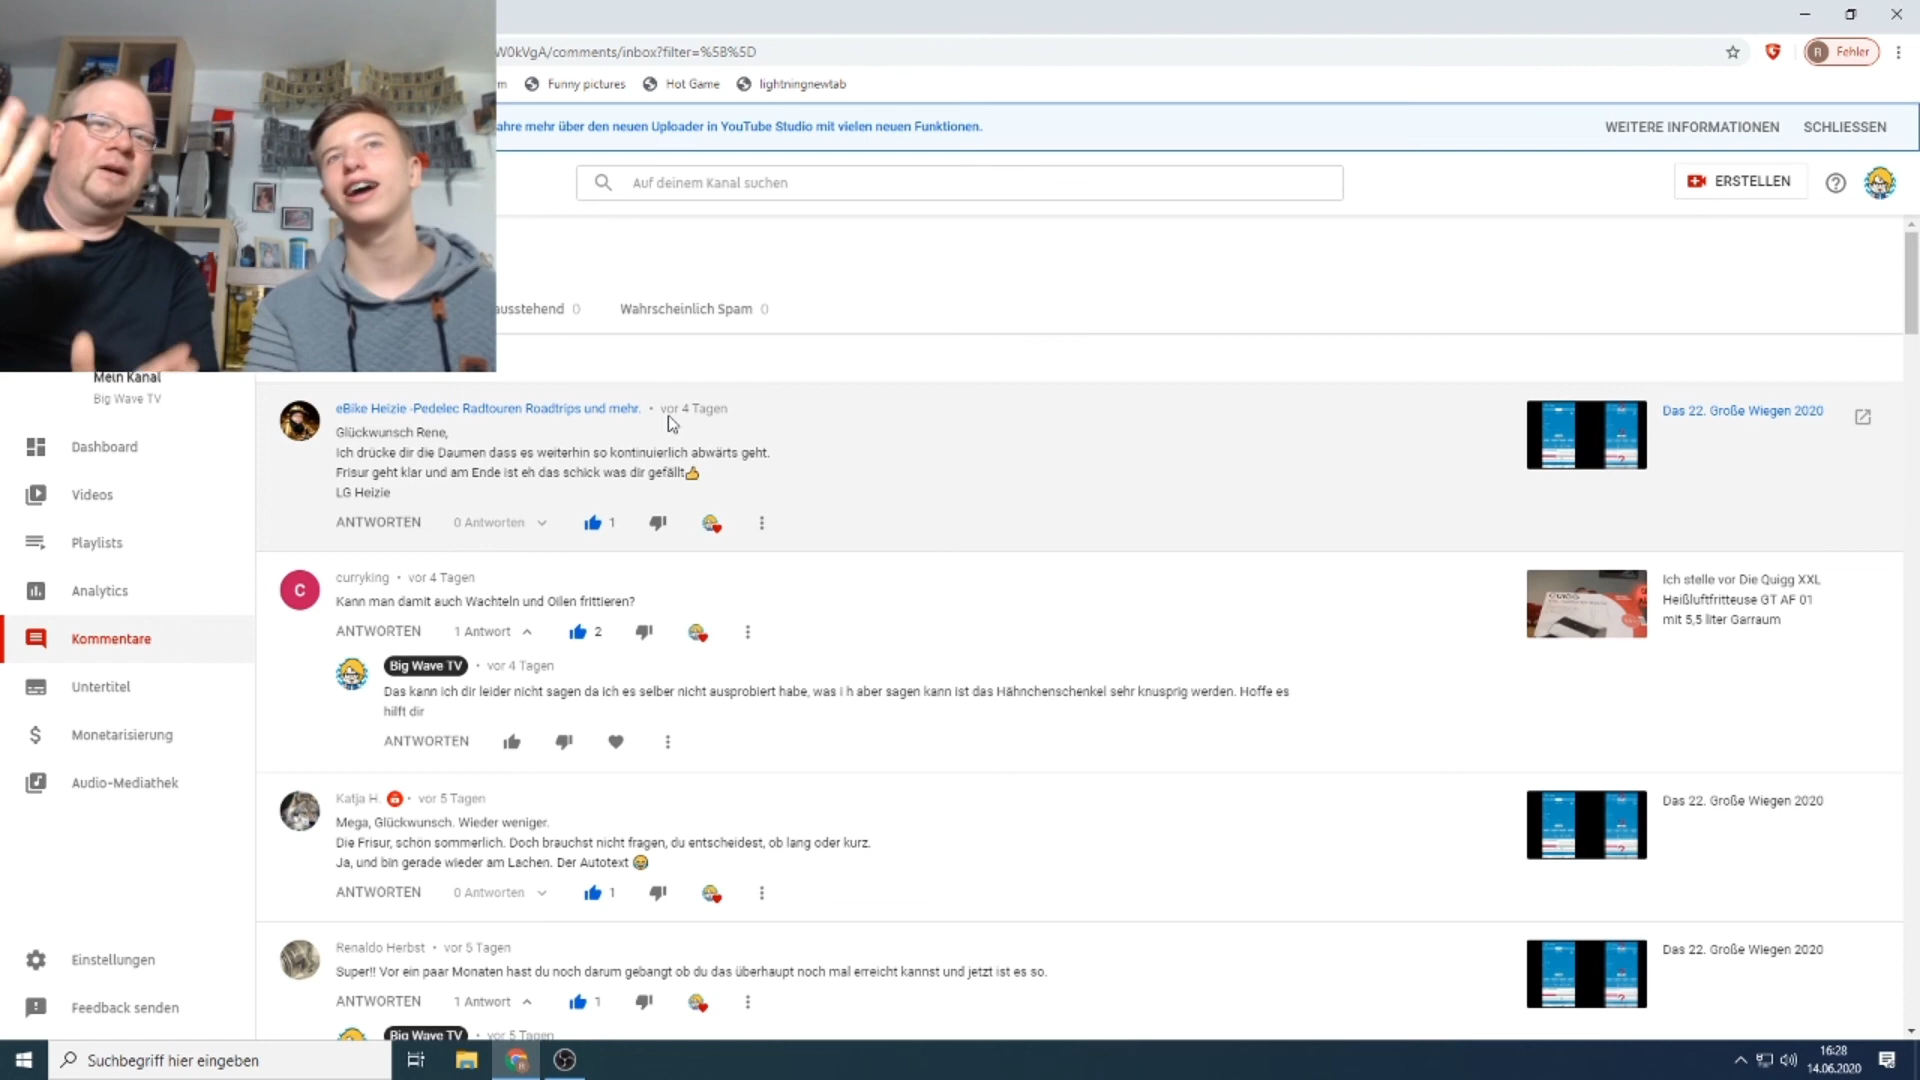 W0kVgA/comments/inbox?filter=%5B%5D
Fehler
m
Funny pictures
Hot Game
lightningnewtab
ahre mehr über den neuen Uploader in YouTube Studio mit vielen neuen Funktionen.
WEITERE INFORMATIONEN
SCHLIESSEN
Auf deinem Kanal suchen
ERSTELLEN
ausstehend 0
Wahrscheinlich Spam 0
Mein Kanal
Big Wave TV
Dashboard
Videos
Playlists
Analytics
Kommentare
Untertitel
Monetarisierung
Audio-Mediathek
Einstellungen
Feedback senden
eBike Heizie -Pedelec Radtouren Roadtrips und mehr. • vor 4 Tagen
Glückwunsch Rene,
Ich drücke dir die Daumen dass es weiterhin so kontinuierlich abwärts geht.
Frisur geht klar und am Ende ist eh das schick was dir gefällt👍
LG Heizie
ANTWORTEN 0 Antworten 1
Das 22. Große Wiegen 2020
C
curryking • vor 4 Tagen
Kann man damit auch Wachteln und Oilen frittieren?
ANTWORTEN 1 Antwort 2
Ich stelle vor Die Quigg XXL
Heißluftfritteuse GT AF 01
mit 5,5 liter Garraum
Big Wave TV • vor 4 Tagen
Das kann ich dir leider nicht sagen da ich es selber nicht ausprobiert habe, was i h aber sagen kann ist das Hähnchenschenkel sehr knusprig werden. Hoffe es
hilft dir
ANTWORTEN
Katja H. • vor 5 Tagen
Mega, Glückwunsch. Wieder weniger.
Die Frisur, schön sommerlich. Doch brauchst nicht fragen, du entscheidest, ob lang oder kurz.
Ja, und bin gerade wieder am Lachen. Der Autotext 😂
ANTWORTEN 0 Antworten 1
Das 22. Große Wiegen 2020
Renaldo Herbst • vor 5 Tagen
Super!! Vor ein paar Monaten hast du noch darum gebangt ob du das überhaupt noch mal erreicht kannst und jetzt ist es so.
ANTWORTEN 1 Antwort 1
Das 22. Große Wiegen 2020
Big Wave TV • vor 5 Tagen
Suchbegriff hier eingeben
16:28
14.06.2020